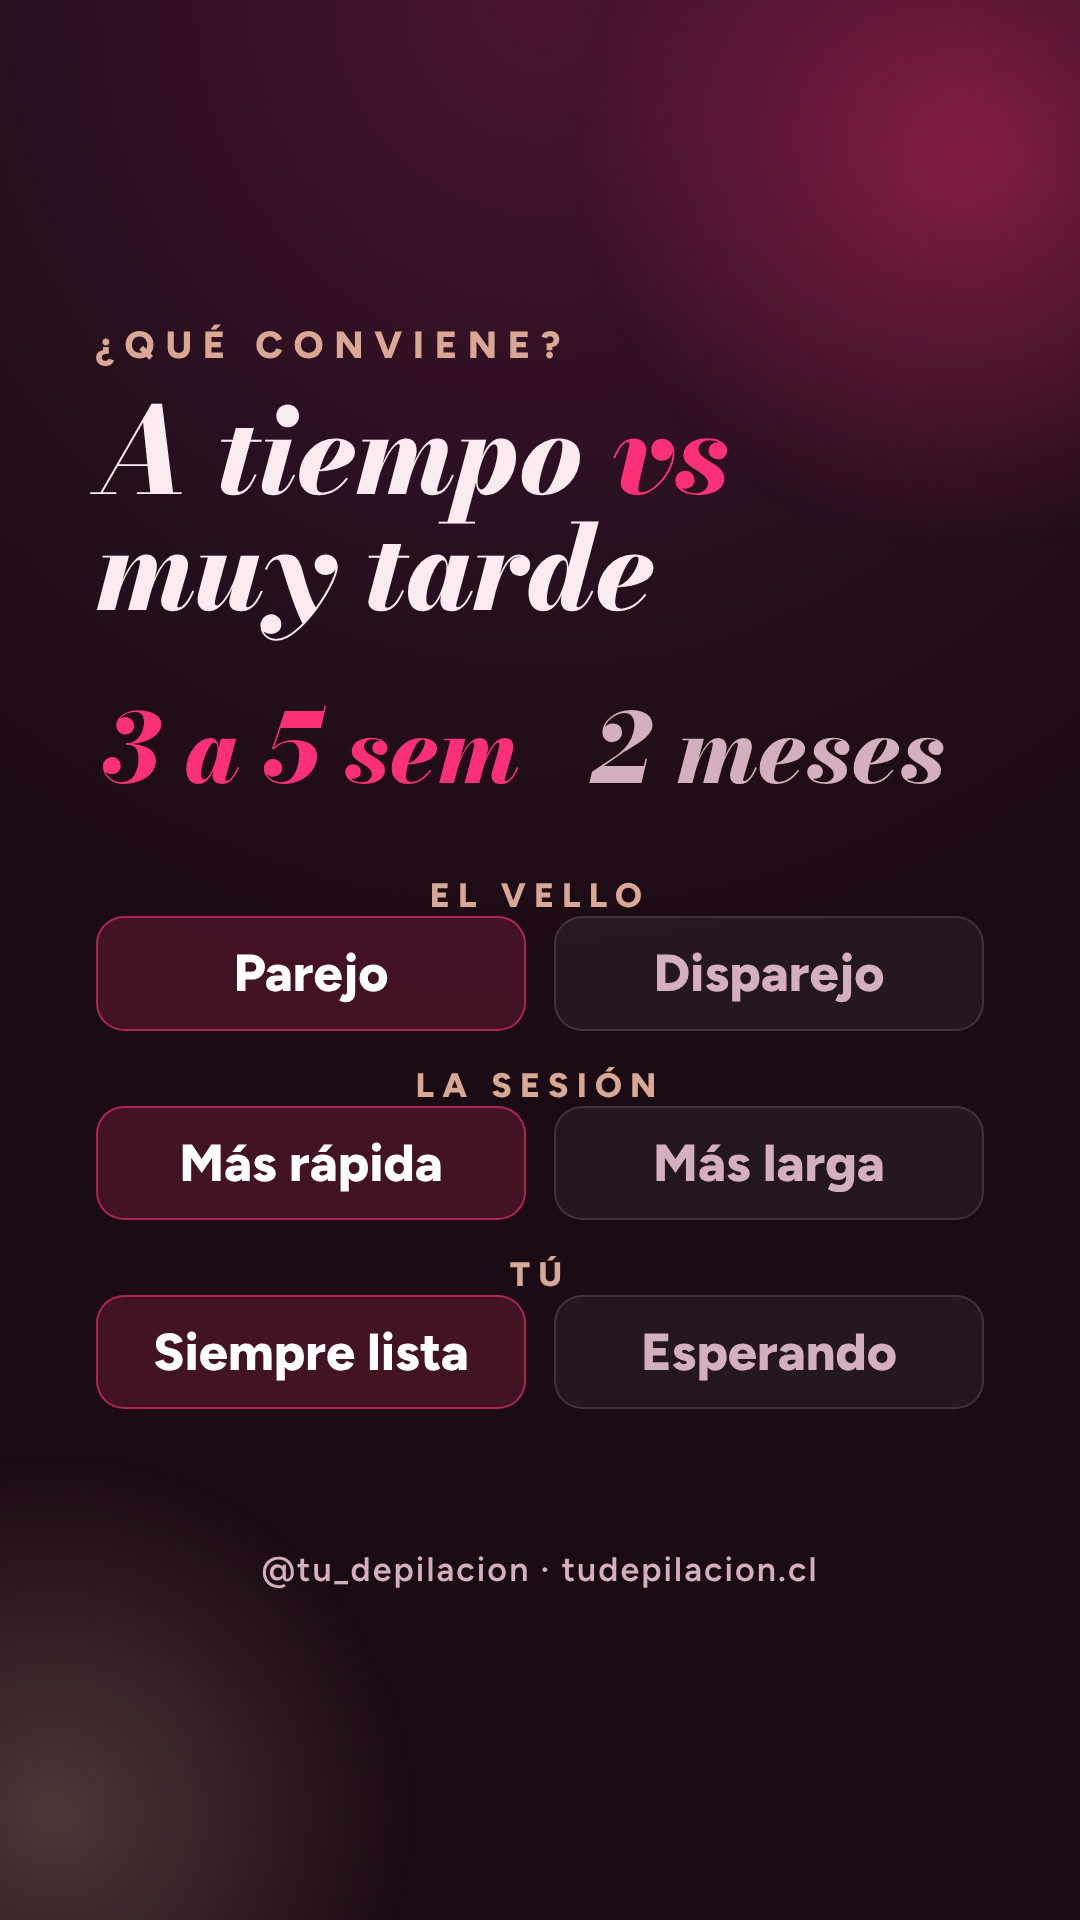 ¿QUÉ CONVIENE?
A tiempo vs
muy tarde
3 a 5 sem 2 meses
EL VELLO
Parejo Disparejo
LA SESIÓN
Más rápida Más larga
TÚ
Siempre lista Esperando
@tu_depilacion · tudepilacion.cl